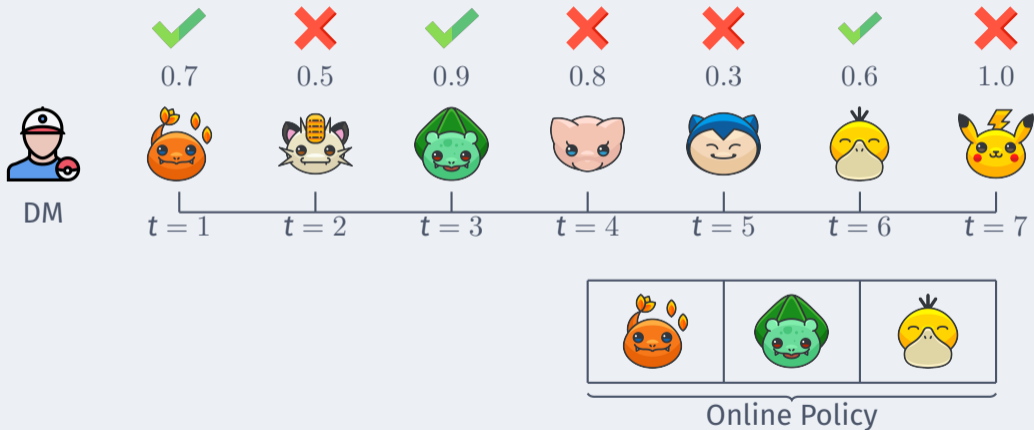 0.7 0.5 0.9 0.8 0.3 0.6 1.0
DM
t = 1 t = 2 t = 3 t = 4 t = 5 t = 6 t = 7
Online Policy